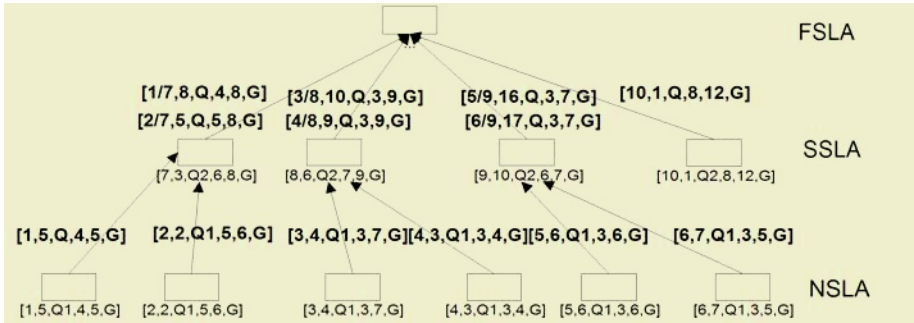 ...
FSLA
[1/7,8,Q,4,8,G] [3/8,10,Q,3,9,G] [5/9,16,Q,3,7,G] [10,1,Q,8,12,G]
[2/7,5,Q,5,8,G] [4/8,9,Q,3,9,G] [6/9,17,Q,3,7,G]
SSLA
[7,3,Q2,6,8,G] [8,6,Q2,7,9,G] [9,10,Q2,6,7,G] [10,1,Q2,8,12,G]
[1,5,Q,4,5,G] [2,2,Q1,5,6,G] [3,4,Q1,3,7,G][4,3,Q1,3,4,G][5,6,Q1,3,6,G] [6,7,Q1,3,5,G]
NSLA
[1,5,Q1,4,5,G] [2,2,Q1,5,6,G] [3,4,Q1,3,7,G] [4,3,Q1,3,4,G] [5,6,Q1,3,6,G] [6,7,Q1,3,5,G]